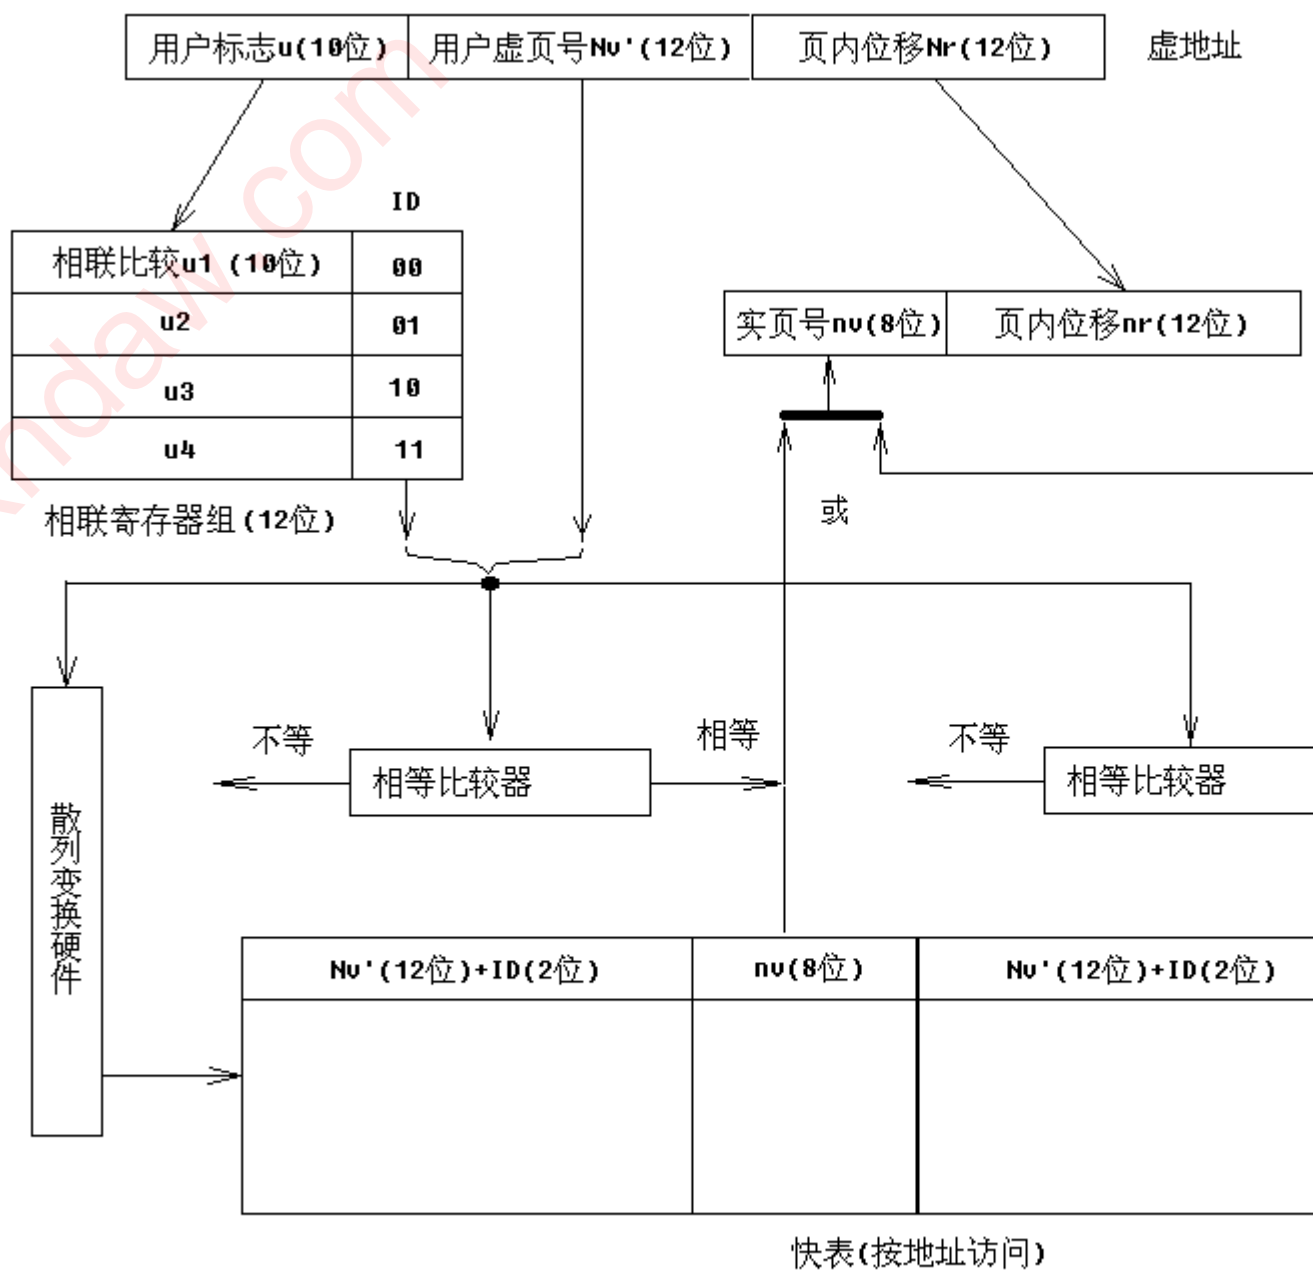 用户标志u(10位) 用户虚页号Nv'(12位) 页内位移Nr(12位) 虚地址
ID
相联比较u1 (10位) 00
u2 01
u3 10
u4 11
相联寄存器组(12位)
实页号nv(8位) 页内位移nr(12位)
或
不等 相等 不等
相等比较器 相等比较器
散列变换硬件
Nv'(12位)+ID(2位) nv(8位) Nv'(12位)+ID(2位)
快表(按地址访问)
ndaw.com